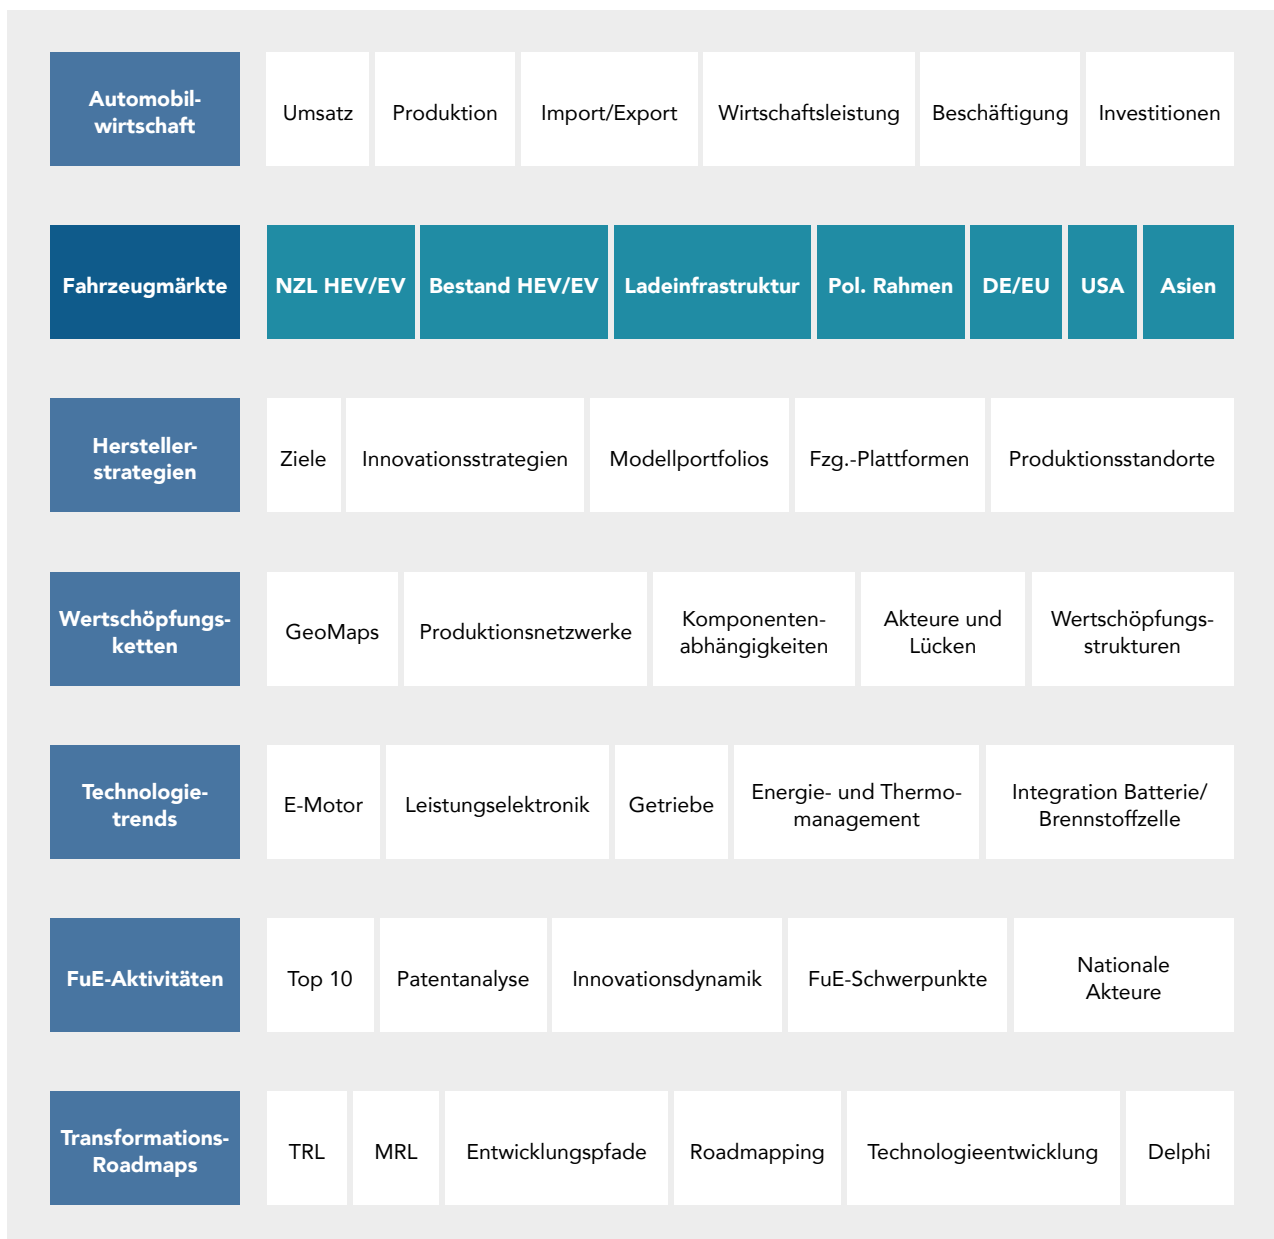 Automobil-
wirtschaft
Umsatz
Produktion
Import/Export
Wirtschaftsleistung
Beschäftigung
Investitionen
Fahrzeugmärkte
NZL HEV/EV
Bestand HEV/EV
Ladeinfrastruktur
Pol. Rahmen
DE/EU
USA
Asien
Hersteller-
strategien
Ziele
Innovationsstrategien
Modellportfolios
Fzg.-Plattformen
Produktionsstandorte
Wertschöpfungs-
ketten
GeoMaps
Produktionsnetzwerke
Komponenten-
abhängigkeiten
Akteure und
Lücken
Wertschöpfungs-
strukturen
Technologie-
trends
E-Motor
Leistungselektronik
Getriebe
Energie- und Thermo-
management
Integration Batterie/
Brennstoffzelle
FuE-Aktivitäten
Top 10
Patentanalyse
Innovationsdynamik
FuE-Schwerpunkte
Nationale
Akteure
Transformations-
Roadmaps
TRL
MRL
Entwicklungspfade
Roadmapping
Technologieentwicklung
Delphi